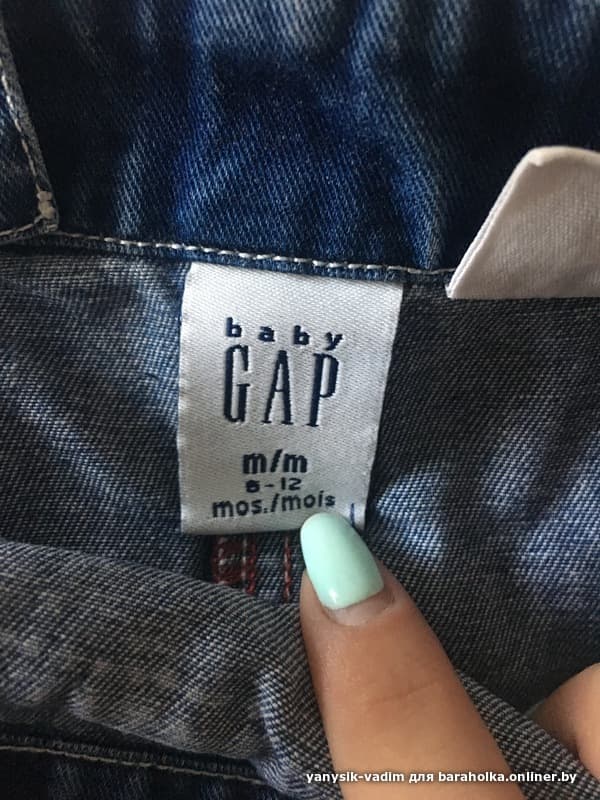 baby
GAP
m/m
6-12
mos./mois
yanysik-vadim для baraholka.onliner.by